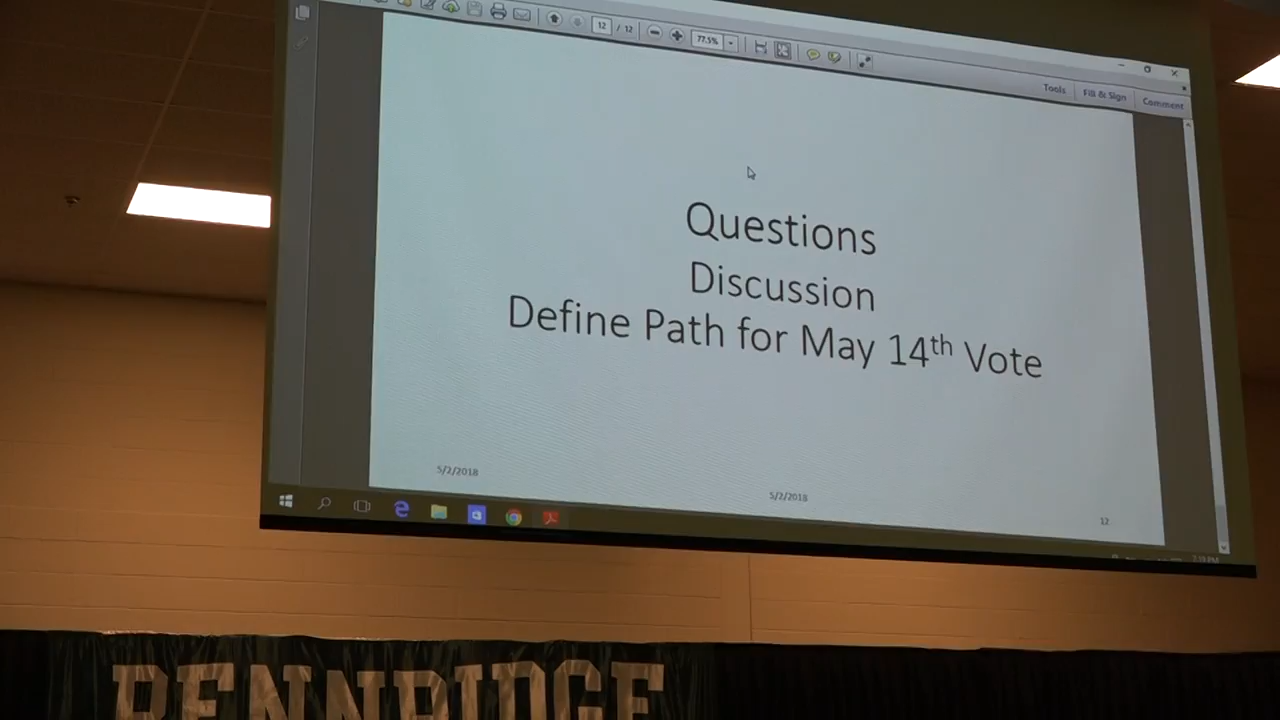 12 / 12
77.5%
Tools
Fill & Sign
Comment
Questions
Discussion
Define Path for May 14th Vote
5/2/2018
5/2/2018
12
PENNRIDGE